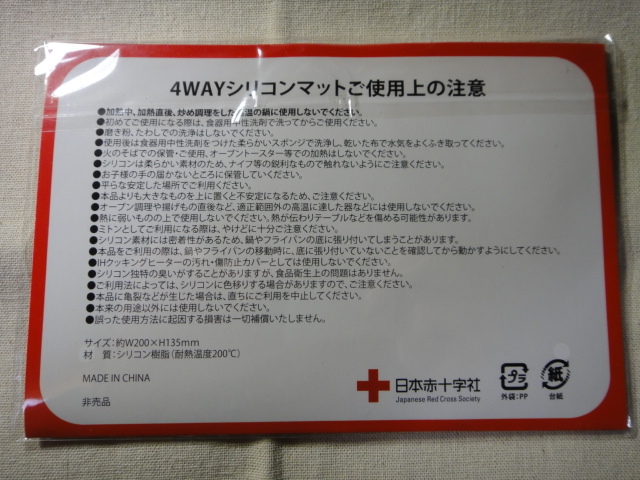 4WAYシリコンマットご使用上の注意
●加熱中、加熱直後、炒め調理をした高温の鍋に使用しないでください。
●初めてご使用になる際は、食器用中性洗剤で洗ってからご使用ください。
●磨き粉、たわしでの洗浄はしないでください。
●使用後は食器用中性洗剤をつけた柔らかいスポンジで洗浄し、乾いた布で水気をよくふき取ってください。
●火のそばでの保管・ご使用、オーブントースター等での加熱はしないでください。
●シリコンは柔らかい素材のため、ナイフ等の鋭利なもので触れないようにご注意ください。
●お子様の手の届かないところに保管していください。
●平らな安定した場所でご利用ください。
●本品よりも大きなものを上に置くと不安定になるため、ご注意ください。
●オーブン調理や揚げもの直後など、適正範囲外の高温に達した器などには使用しないでください。
●熱に弱いものの上で使用しないでください。熱が伝わりテーブルなどを傷める可能性があります。
●ミトンとしてご利用になる際は、やけどに十分ご注意ください。
●シリコン素材には密着性があるため、鍋やフライパンの底に張り付いてしまうことがあります。
●本品をご利用の際は、鍋やフライパンの移動時に、底に張り付いていないことを確認してから動かすようにしてください。
●IHクッキングヒーターの汚れ・傷防止カバーとしては使用しないでください。
●シリコン独特の臭いがすることがありますが、食品衛生上の問題はありません。
●ご利用方法によっては、シリコンに色移りする場合がありますので、ご注意ください。
●本品に亀裂などが生じた場合は、直ちにご利用を中止してください。
●本来の用途以外には使用しないでください。
●誤った使用方法に起因する損害は一切補償いたしません。
サイズ：約W200×H135mm
材　質：シリコン樹脂（耐熱温度200℃）
MADE IN CHINA
非売品
日本赤十字社
Japanese Red Cross Society
プラ
外袋：PP
紙
台紙